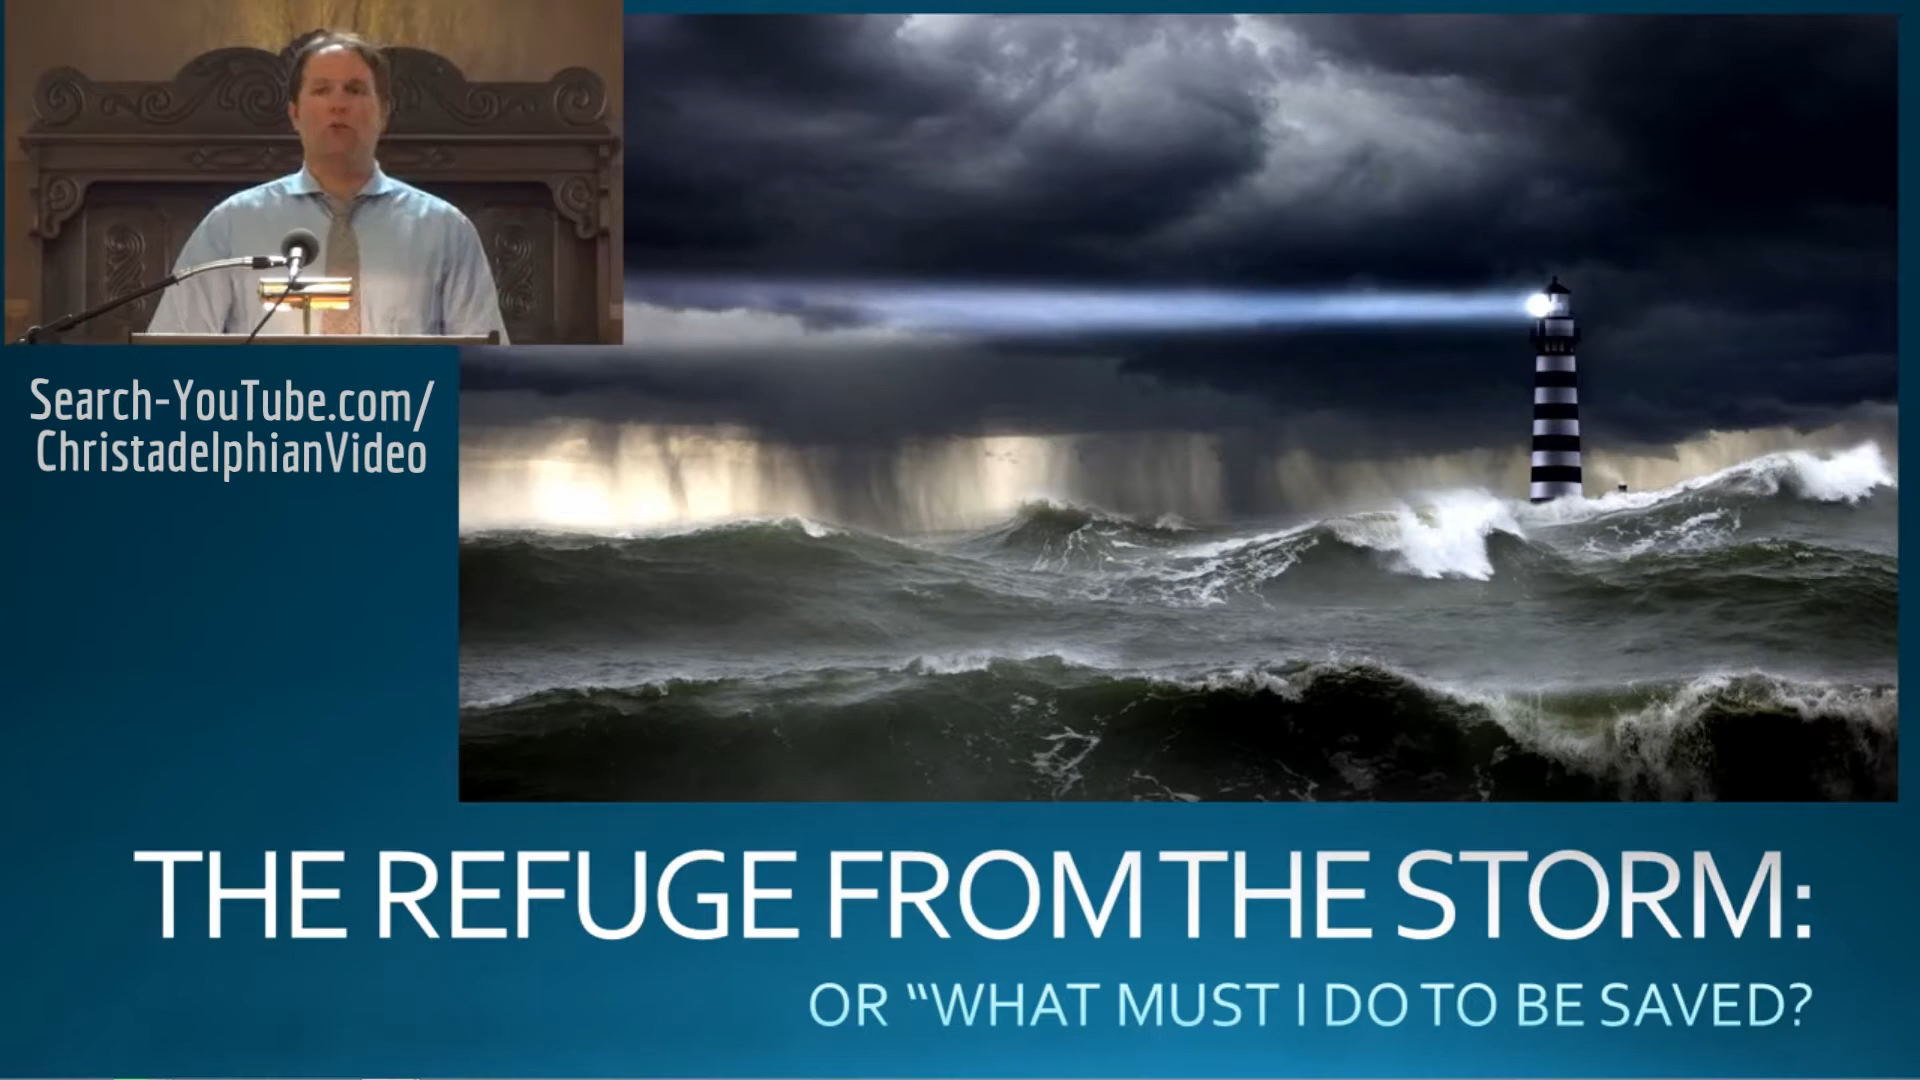 Search-YouTube.com/
ChristadelphianVideo
THE REFUGE FROM THE STORM:
OR “WHAT MUST I DO TO BE SAVED?